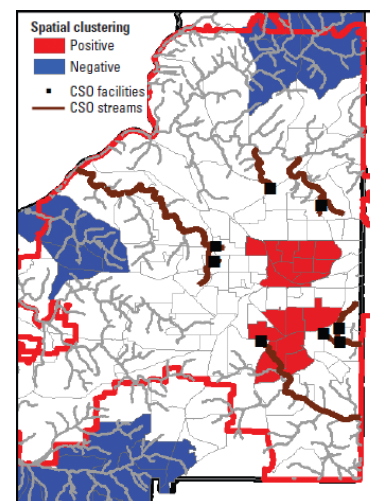 Spatial clustering
Positive
Negative
CSO facilities
CSO streams